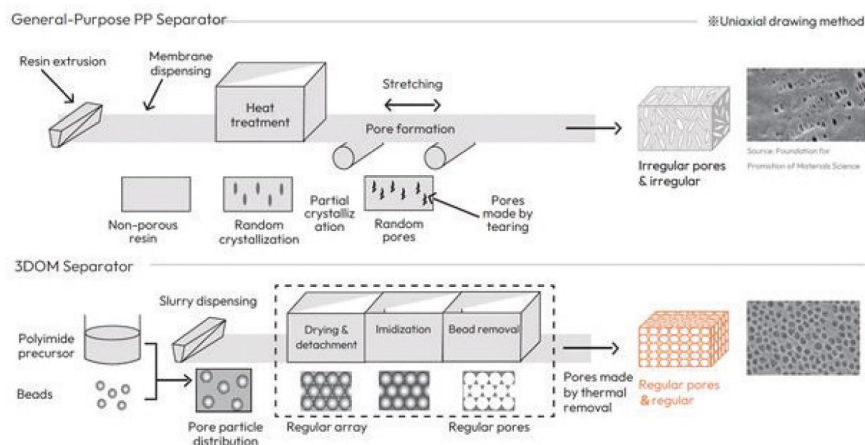 General-Purpose PP Separator
※Uniaxial drawing method
Resin extrusion
Membrane
dispensing
Heat
treatment
Stretching
Pore formation
Irregular pores
& irregular
Source: Foundation for
Promotion of Materials Science
Non-porous
resin
Random
crystallization
Partial
crystalliz
ation
Random
pores
Pores
made by
tearing
3DOM Separator
Slurry dispensing
Polyimide
precursor
Beads
Pore particle
distribution
Drying &
detachment
Imidization
Bead removal
Regular array
Regular pores
Pores made
by thermal
removal
Regular pores
& regular